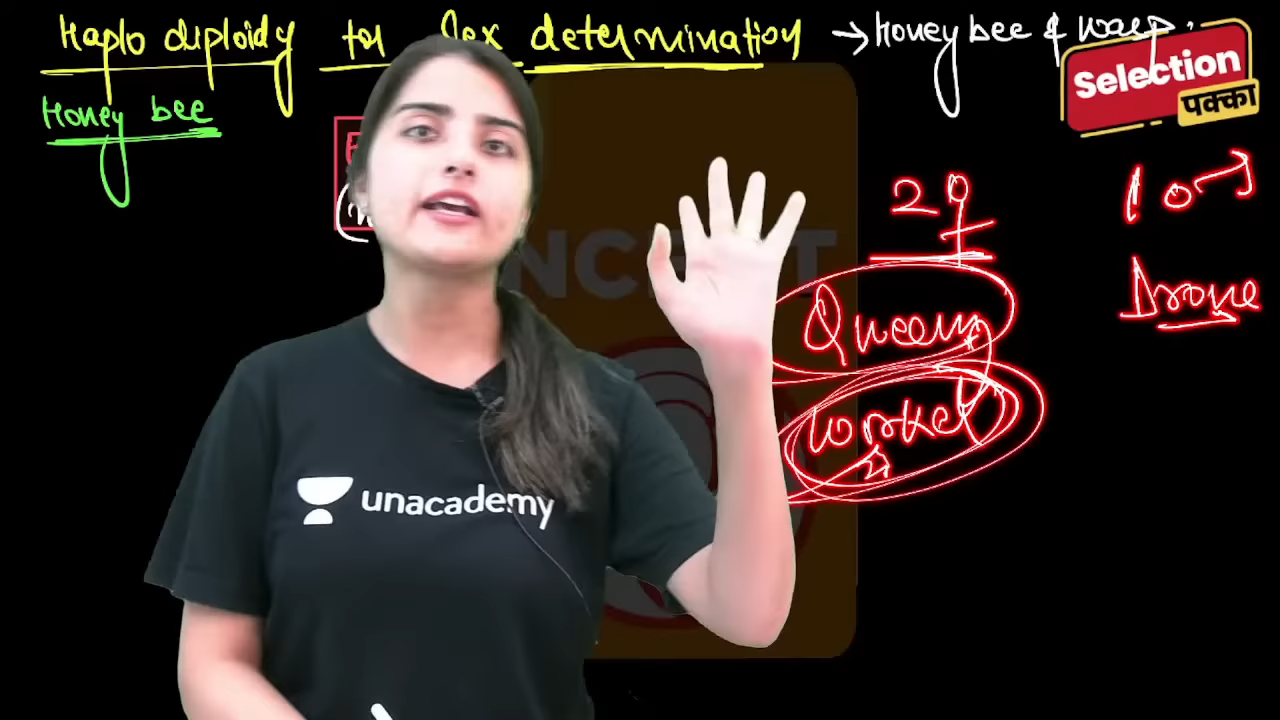 Haplo diploidy for Sex determination → Honey bee & wasp.
Selection
पक्का
Honey bee
2♀
1♂
Queen
Drone
worker
unacademy